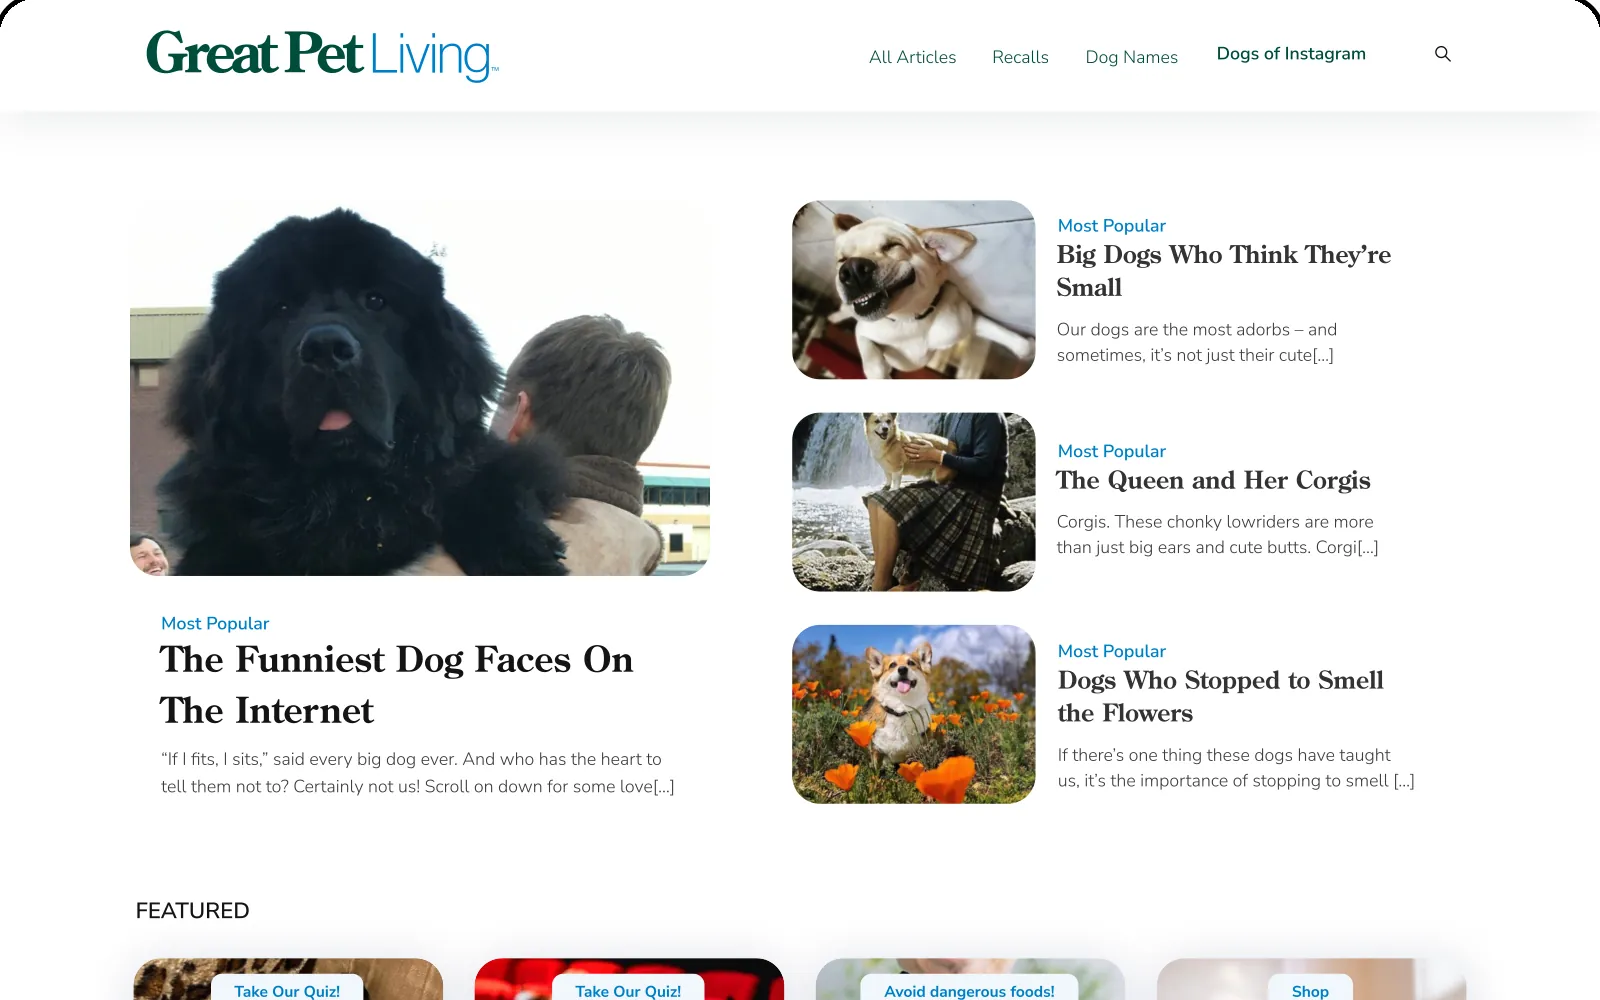 Great Pet Living™
All Articles
Recalls
Dog Names
Dogs of Instagram
Most Popular
The Funniest Dog Faces On
The Internet
“If I fits, I sits,” said every big dog ever. And who has the heart to
tell them not to? Certainly not us! Scroll on down for some love[...]
Most Popular
Big Dogs Who Think They’re
Small
Our dogs are the most adorbs – and
sometimes, it’s not just their cute[...]
Most Popular
The Queen and Her Corgis
Corgis. These chonky lowriders are more
than just big ears and cute butts. Corgi[...]
Most Popular
Dogs Who Stopped to Smell
the Flowers
If there’s one thing these dogs have taught
us, it’s the importance of stopping to smell [...]
FEATURED
Take Our Quiz!
Take Our Quiz!
Avoid dangerous foods!
Shop